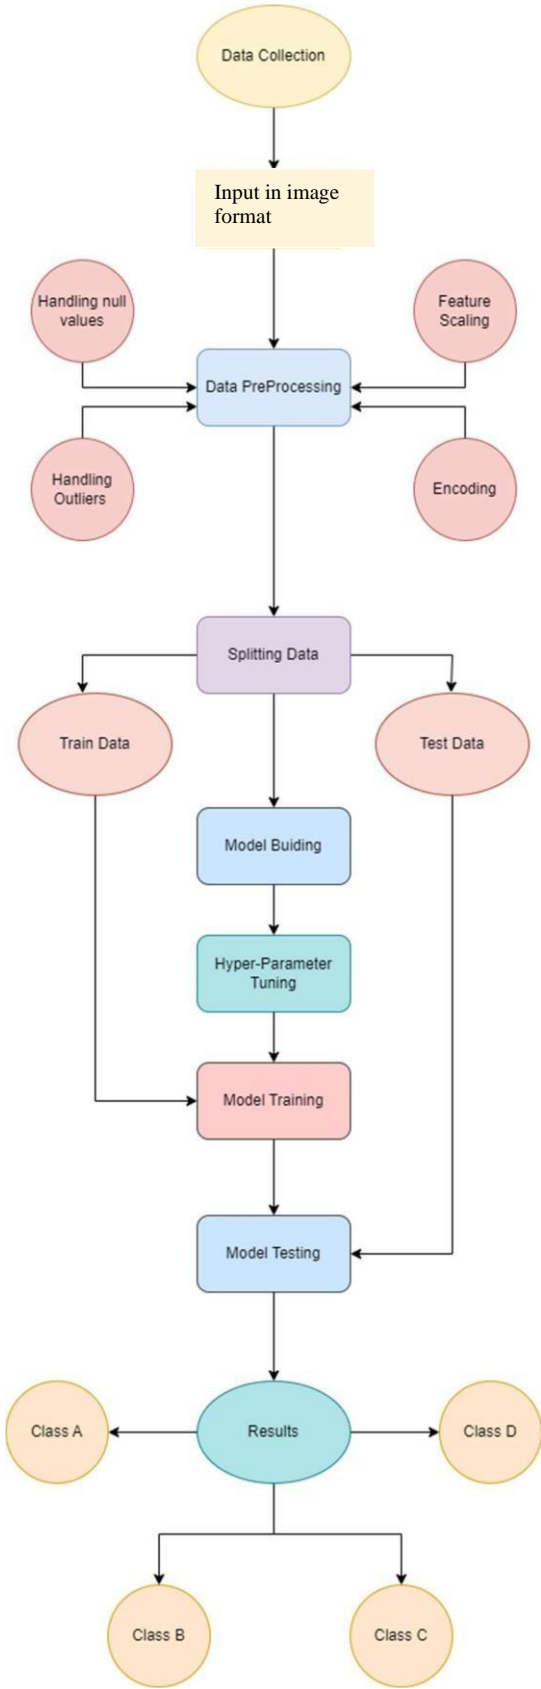 Data Collection
Input in image
format
Handling null
values
Feature
Scaling
Data PreProcessing
Handling
Outliers
Encoding
Splitting Data
Train Data
Test Data
Model Buiding
Hyper-Parameter
Tuning
Model Training
Model Testing
Class A
Results
Class D
Class B
Class C